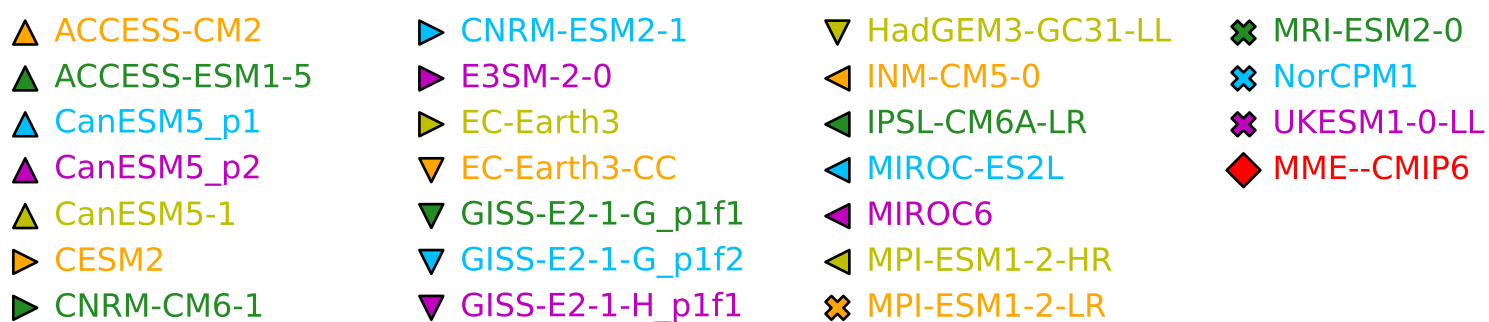 ACCESS-CM2
ACCESS-ESM1-5
CanESM5_p1
CanESM5_p2
CanESM5-1
CESM2
CNRM-CM6-1
CNRM-ESM2-1
E3SM-2-0
EC-Earth3
EC-Earth3-CC
GISS-E2-1-G_p1f1
GISS-E2-1-G_p1f2
GISS-E2-1-H_p1f1
HadGEM3-GC31-LL
INM-CM5-0
IPSL-CM6A-LR
MIROC-ES2L
MIROC6
MPI-ESM1-2-HR
MPI-ESM1-2-LR
MRI-ESM2-0
NorCPM1
UKESM1-0-LL
MME--CMIP6